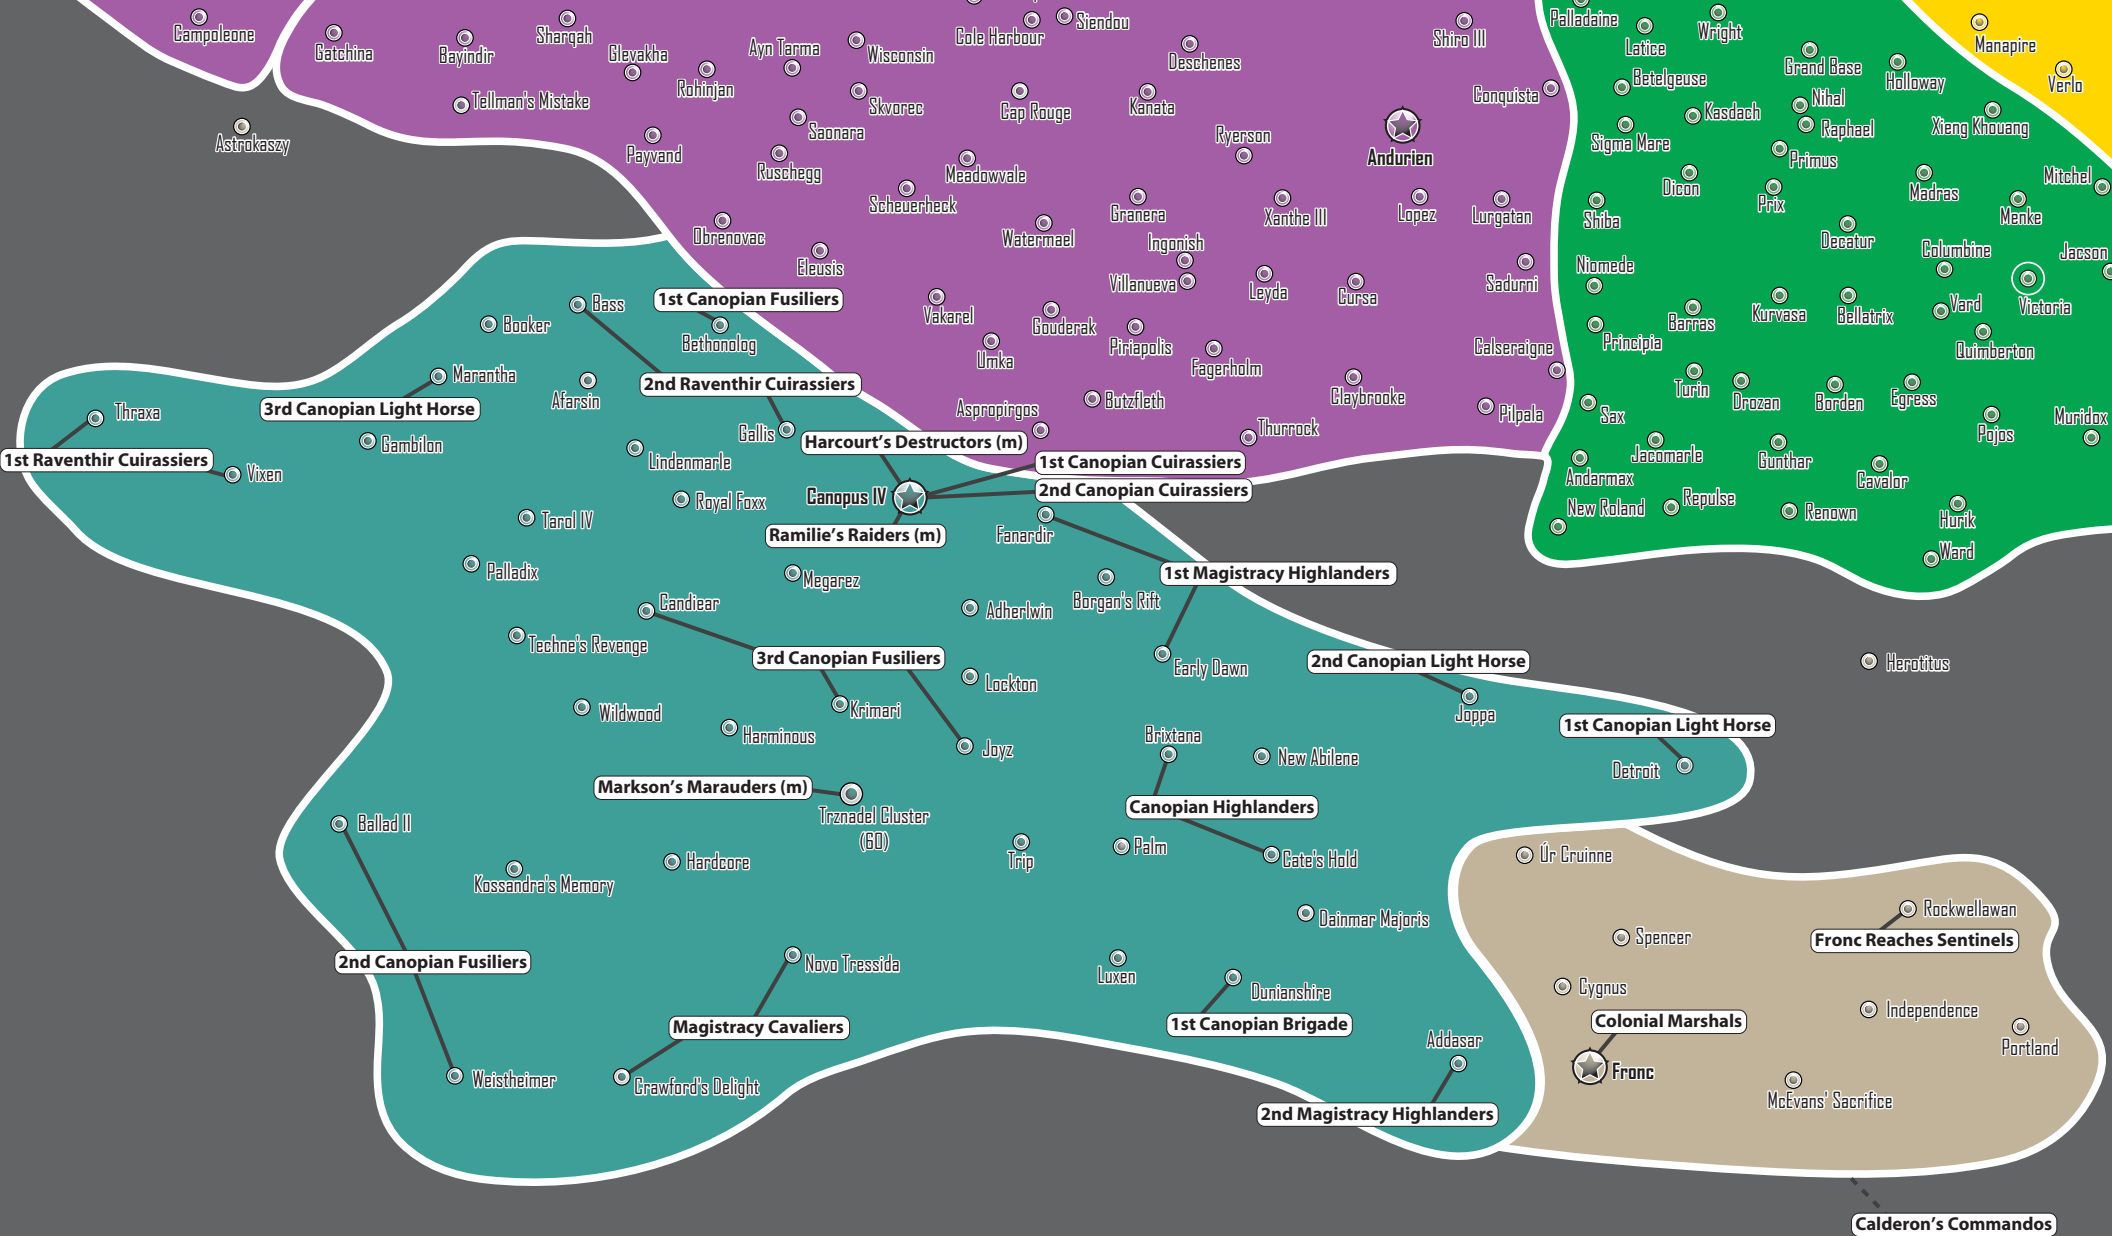 Campoleone
Gatchina
Bayindir
Sharqah
Glevakha
Rohinjan
Ayn Tarma
Wisconsin
Cole Harbour
Siendou
Deschenes
Shiro III
Palladaine
Latice
Wright
Grand Base
Holloway
Manapire
Verlo
Tellman's Mistake
Skvorec
Cap Rouge
Kanata
Conquista
Betelgeuse
Nihal
Kasdach
Raphael
Xieng Khouang
Astrokaszy
Payvand
Saonara
Ruschegg
Meadowvale
Ryerson
Andurien
Sigma Mare
Primus
Dicon
Prix
Madras
Mitchel
Scheuerheck
Granera
Xanthe III
Lopez
Lurgatan
Shiba
Menke
Obrenovac
Watermael
Ingonish
Decatur
Columbine
Jacson
Eleusis
Villanueva
Leyda
Cursa
Sadurni
Niomede
Victoria
Bass
1st Canopian Fusiliers
Vakarel
Gouderak
Barras
Kurvasa
Bellatrix
Vard
Booker
Bethonolog
Umka
Piriapolis
Calseraigne
Principia
Quimberton
Marantha
2nd Raventhir Cuirassiers
Fagerholm
Claybrooke
Turin
Drozan
Borden
Egress
3rd Canopian Light Horse
Afarsin
Aspropirgos
Butzfleth
Pilpala
Sax
Pojos
Muridox
Thraxa
Gambilon
Gallis
Harcourt's Destructors (m)
Thurrock
Jacomarle
Gunthar
1st Raventhir Cuirassiers
Vixen
Lindenmarle
1st Canopian Cuirassiers
Andarmax
Cavalor
Royal Foxx
Canopus IV
2nd Canopian Cuirassiers
New Roland
Repulse
Renown
Hurik
Tarol IV
Ramilie's Raiders (m)
Fanardir
Ward
Palladix
Megarez
1st Magistracy Highlanders
Candiear
Adherlwin
Borgan's Rift
Techne's Revenge
3rd Canopian Fusiliers
Early Dawn
2nd Canopian Light Horse
Herotitus
Lockton
Wildwood
Krimari
Joppa
Harminous
Joyz
Brixtana
New Abilene
1st Canopian Light Horse
Detroit
Markson's Marauders (m)
Trznadel Cluster
(60)
Canopian Highlanders
Ballad II
Trip
Palm
Cate's Hold
Úr Cruinne
Kossandra's Memory
Hardcore
Dainmar Majoris
Rockwellawan
Spencer
Fronc Reaches Sentinels
2nd Canopian Fusiliers
Novo Tressida
Luxen
Dunianshire
Cygnus
Independence
Magistracy Cavaliers
1st Canopian Brigade
Colonial Marshals
Addasar
Portland
Weistheimer
Crawford's Delight
Fronc
McEvans' Sacrifice
2nd Magistracy Highlanders
Calderon's Commandos